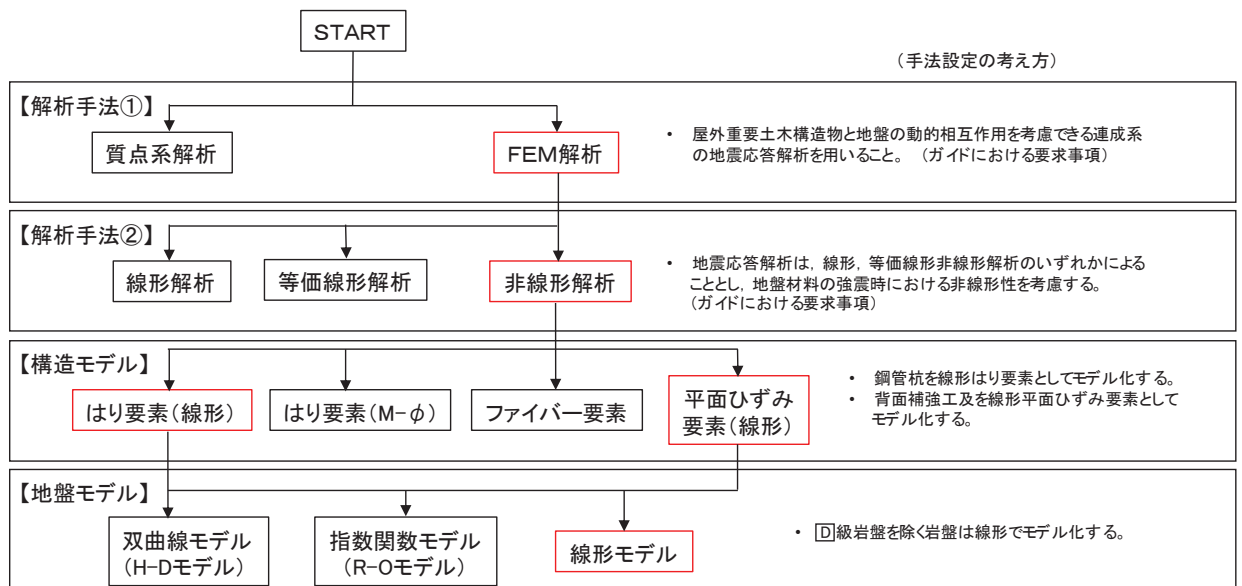 START
（手法設定の考え方）
【解析手法①】
質点系解析
FEM解析
・ 屋外重要土木構造物と地盤の動的相互作用を考慮できる連成系
の地震応答解析を用いること。（ガイドにおける要求事項）
【解析手法②】
線形解析
等価線形解析
非線形解析
・ 地震応答解析は，線形，等価線形非線形解析のいずれかによる
こととし，地盤材料の強震時における非線形性を考慮する。
（ガイドにおける要求事項）
【構造モデル】
はり要素（線形）
はり要素（M-φ）
ファイバー要素
平面ひずみ
要素（線形）
・ 鋼管杭を線形はり要素としてモデル化する。
・ 背面補強工及を線形平面ひずみ要素として
モデル化する。
【地盤モデル】
双曲線モデル
（H-Dモデル）
指数関数モデル
（R-Oモデル）
線形モデル
・ D級岩盤を除く岩盤は線形でモデル化する。